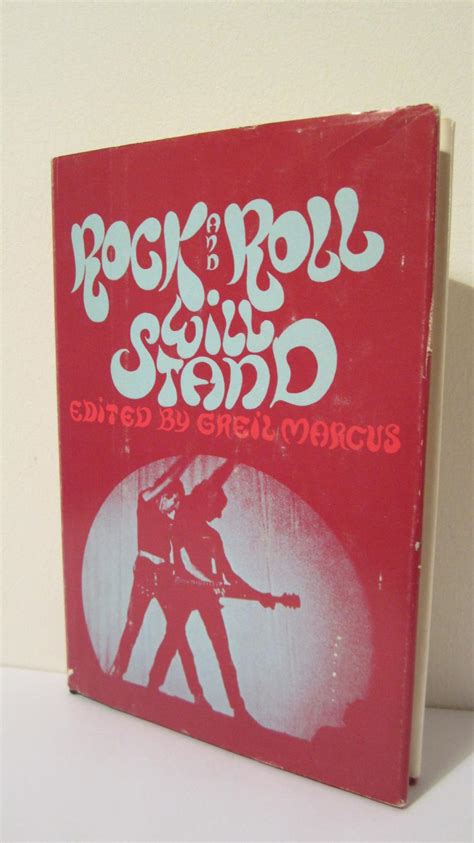 ROCK AND ROLL
WILL
STAND
EDITED BY GREIL MARCUS